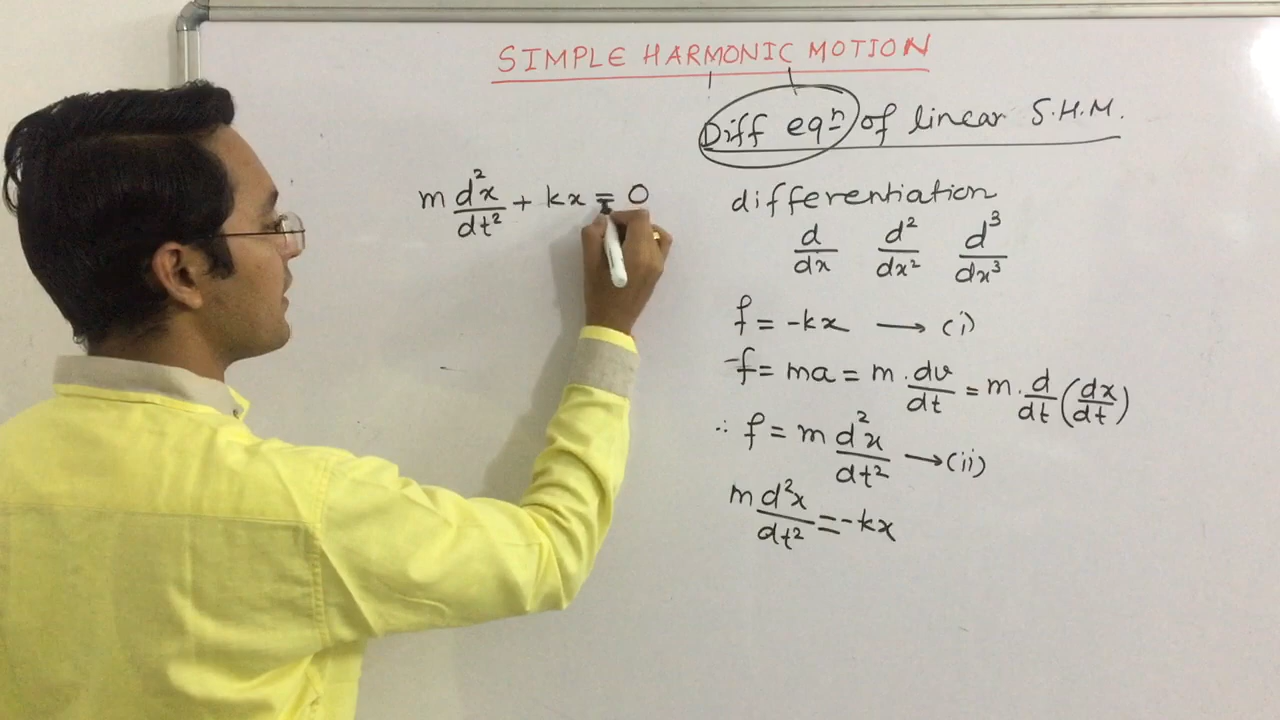 SIMPLE HARMONIC MOTION
Diff eqⁿ of linear S.H.M.
m d²x/dt² + kx = 0
differentiation
d/dx d²/dx² d³/dx³
f = -kx → (i)
-f = ma = m · dv/dt = m · d/dt (dx/dt)
∴ f = m d²x/dt² → (ii)
m d²x/dt² = -kx